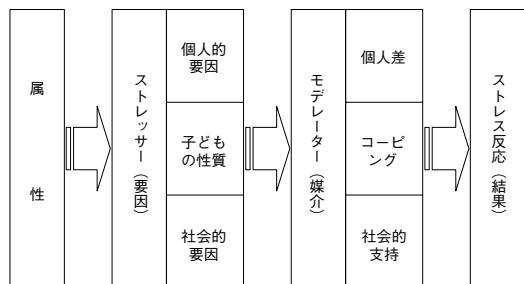 属性
ストレッサー（要因）
個人的
要因
子ども
の性質
社会的
要因
モデレーター（媒介）
個人差
コーピ
ング
社会的
支持
ストレス反応（結果）